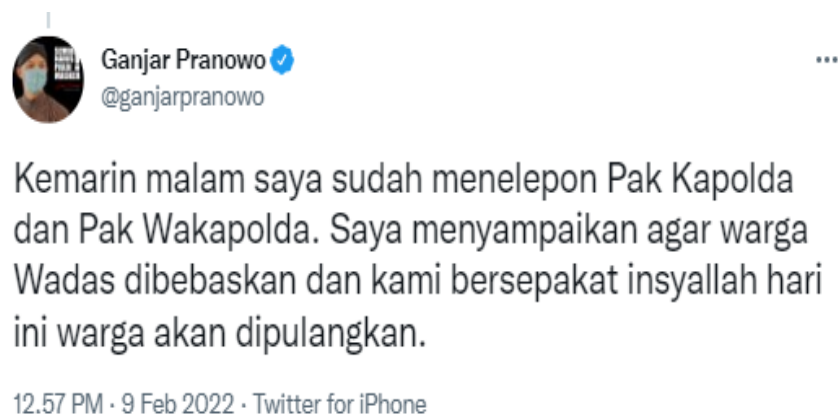 Ganjar Pranowo
@ganjarpranowo
Kemarin malam saya sudah menelepon Pak Kapolda
dan Pak Wakapolda. Saya menyampaikan agar warga
Wadas dibebaskan dan kami bersepakat insyallah hari
ini warga akan dipulangkan.
12.57 PM · 9 Feb 2022 · Twitter for iPhone